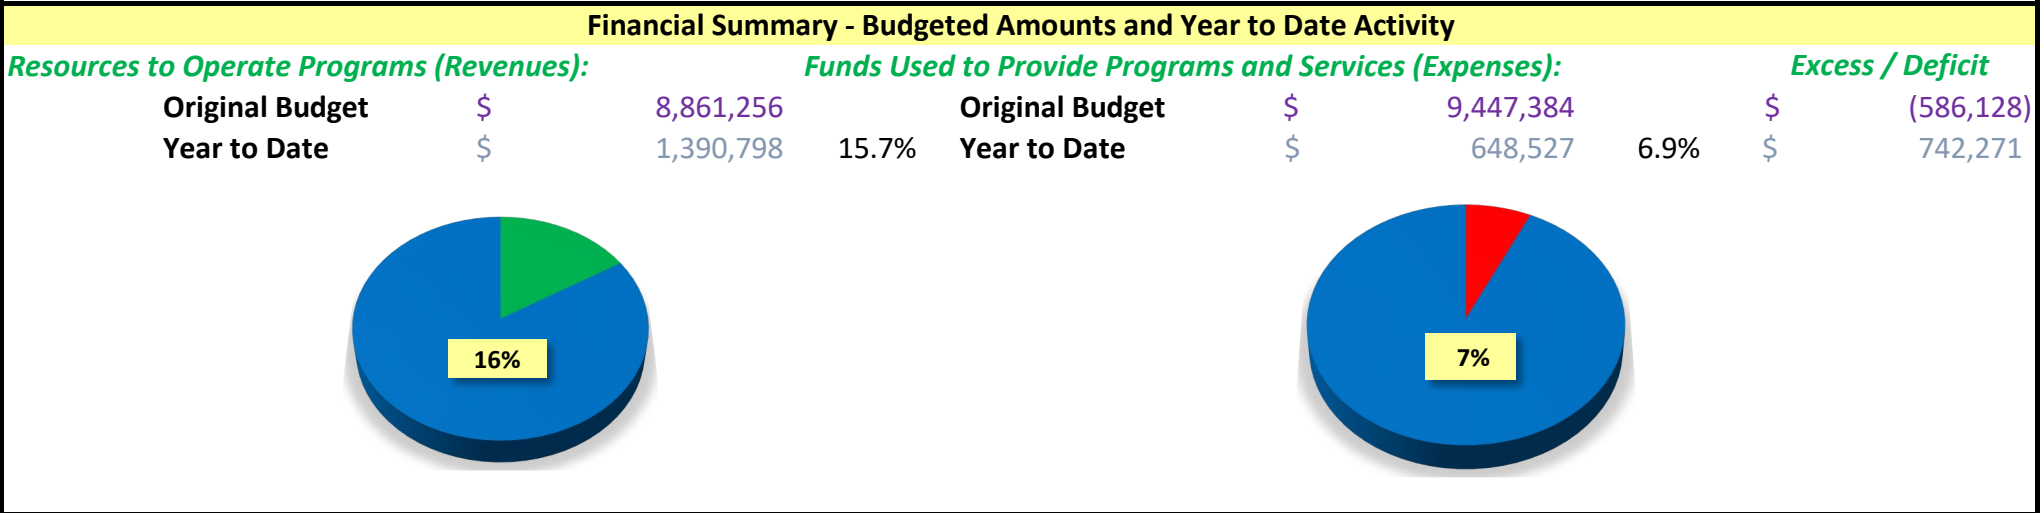 Financial Summary - Budgeted Amounts and Year to Date Activity
Resources to Operate Programs (Revenues): Funds Used to Provide Programs and Services (Expenses): Excess / Deficit
Original Budget $ 8,861,256 Original Budget $ 9,447,384 $ (586,128)
Year to Date $ 1,390,798 15.7% Year to Date $ 648,527 6.9% $ 742,271
16% 7%